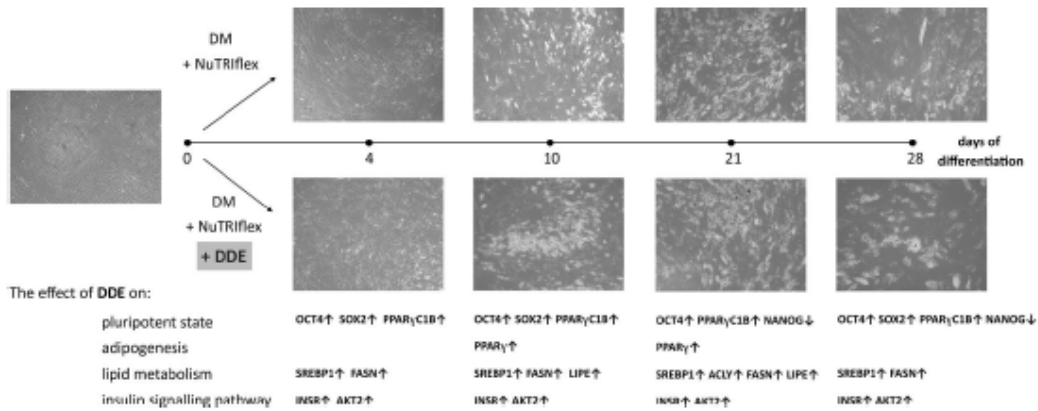 DM
+ NuTRIflex
0
4
10
21
28
days of
differentiation
DM
+ NuTRIflex
+ DDE
The effect of DDE on:
pluripotent state OCT4↑ SOX2↑ PPARγC1B↑ OCT4↑ SOX2↑ PPARγC1B↑ OCT4↑ PPARγC1B↑ NANOG↓ OCT4↑ SOX2↑ PPARγC1B↑ NANOG↓
adipogenesis PPARγ↑ PPARγ↑
lipid metabolism SREBP1↑ FASN↑ SREBP1↑ FASN↑ LIPE↑ SREBP1↑ ACLY↑ FASN↑ LIPE↑ SREBP1↑ FASN↑
insulin signalling pathway INSR↑ AKT2↑ INSR↑ AKT2↑ INSR↑ AKT2↑ INSR↑ AKT2↑